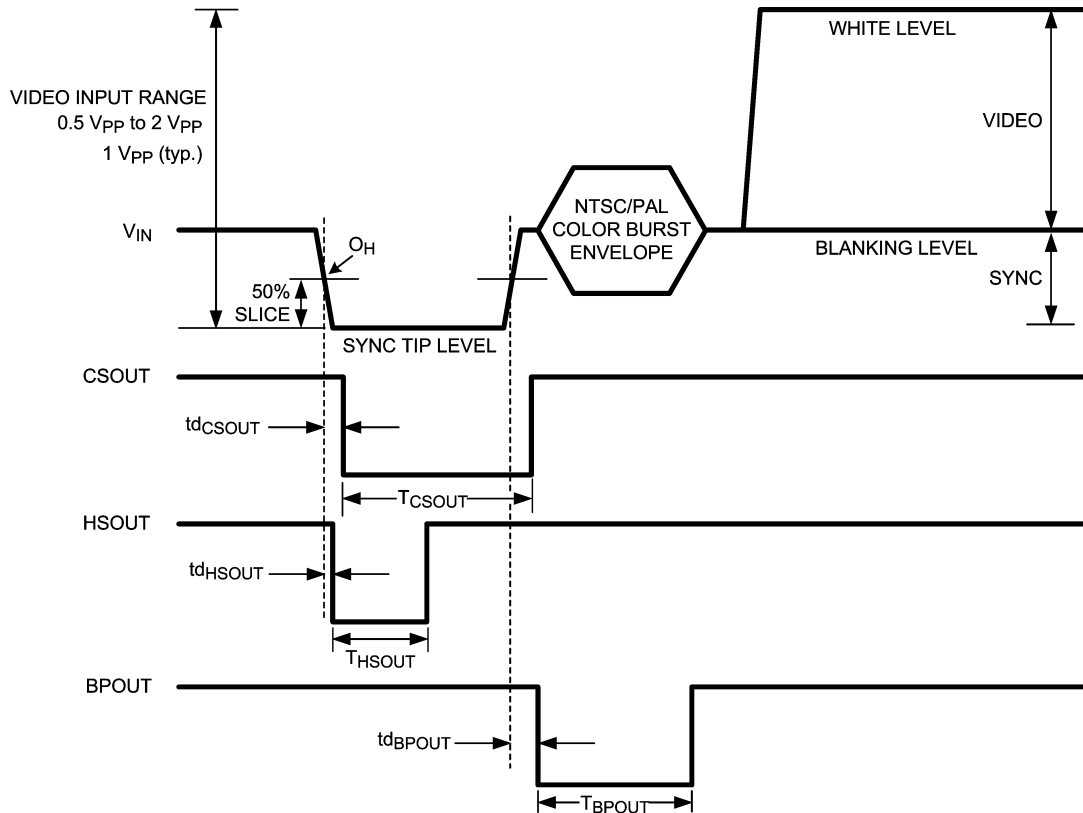 WHITE LEVEL
VIDEO INPUT RANGE
0.5 VPP to 2 VPP
1 VPP (typ.)
VIDEO
NTSC/PAL
COLOR BURST
ENVELOPE
VIN
OH
BLANKING LEVEL
SYNC
50%
SLICE
SYNC TIP LEVEL
CSOUT
tdCSOUT
TCSOUT
HSOUT
tdHSOUT
THSOUT
BPOUT
tdBPOUT
TBPOUT